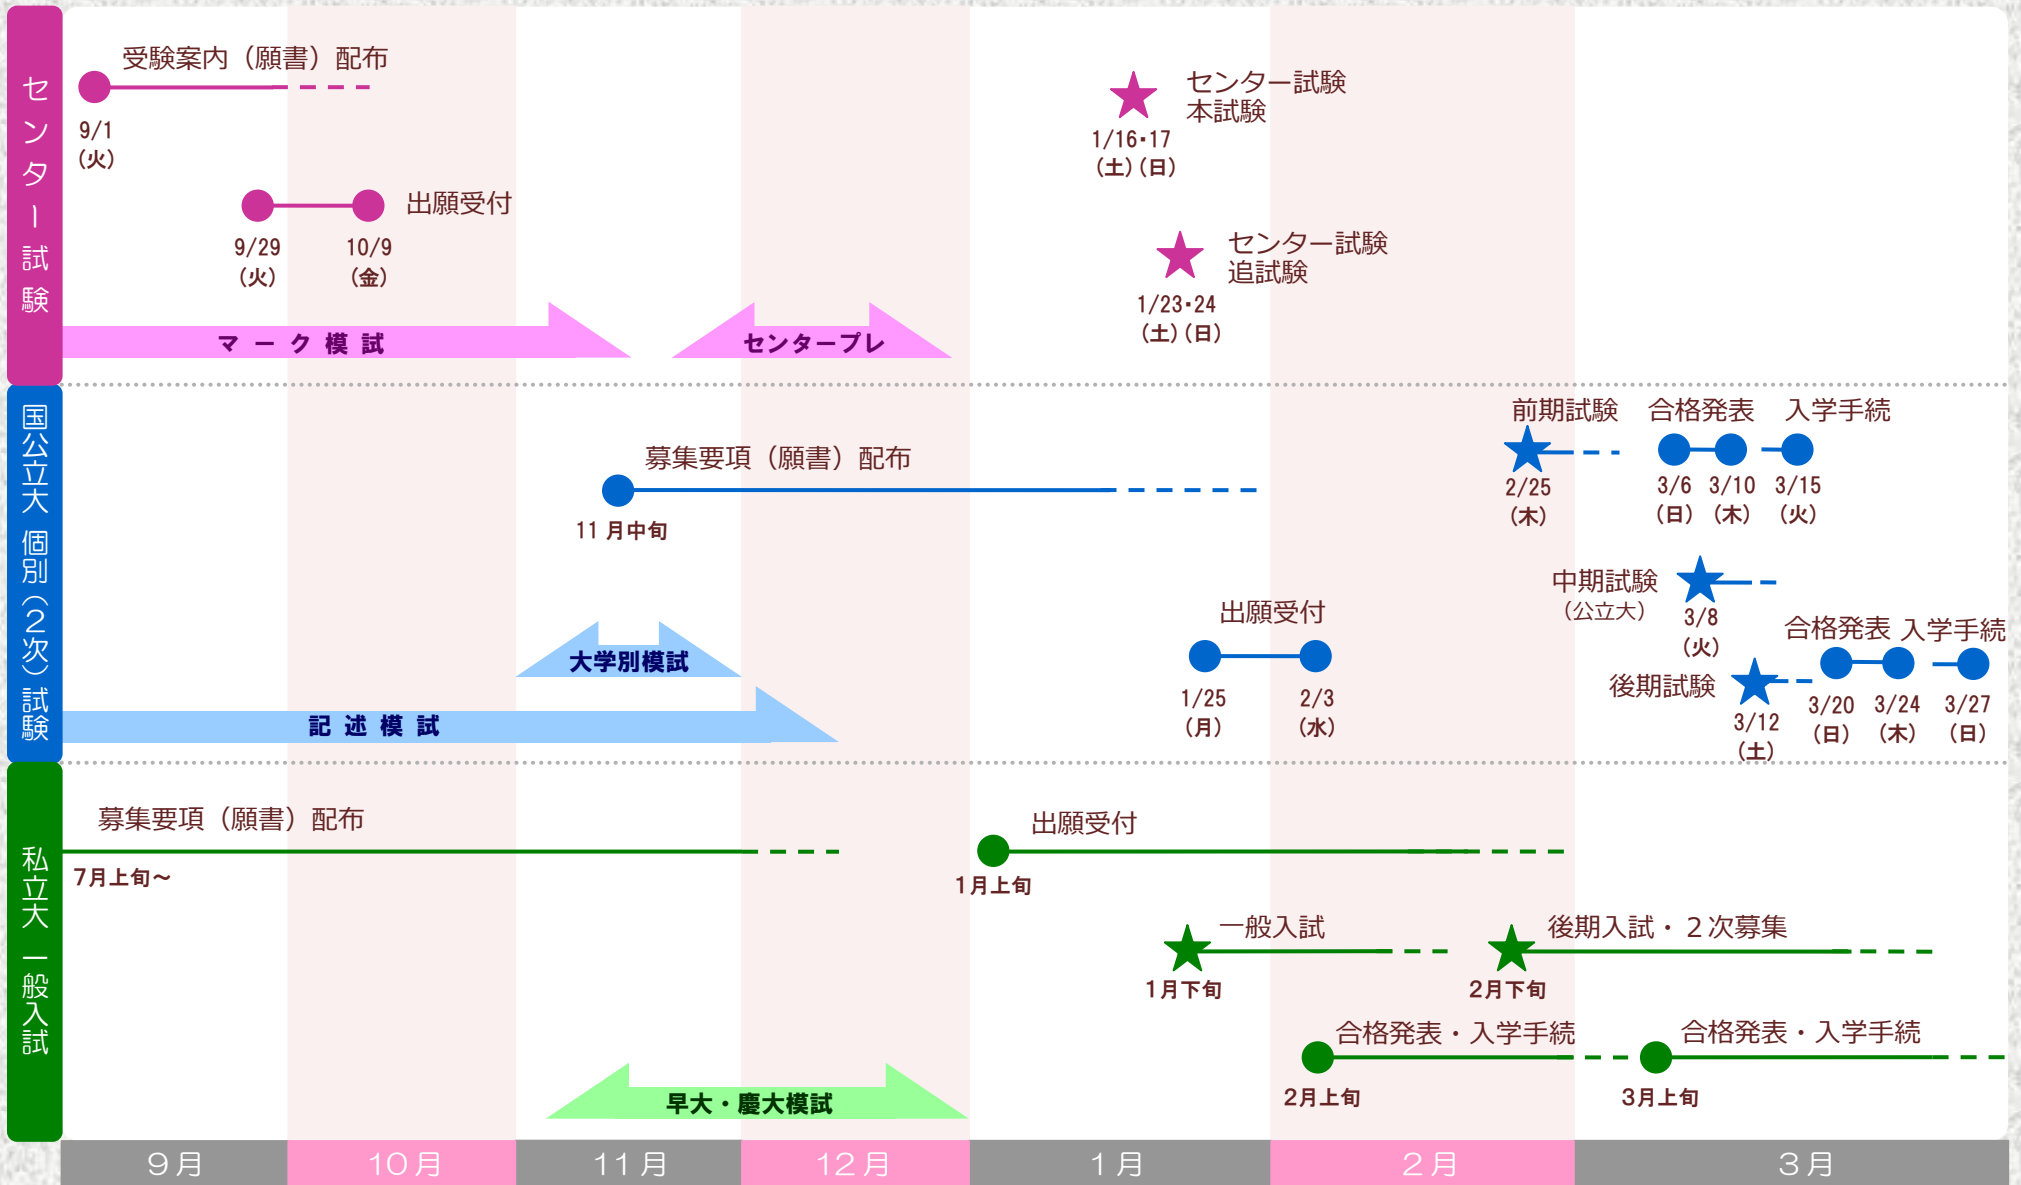 センター試験
受験案内（願書）配布
9/1
（火）
9/29
（火）
10/9
（金）
出願受付
センター試験
本試験
1/16・17
（土）（日）
センター試験
追試験
1/23・24
（土）（日）
マーク模試
センタープレ
国公立大 個別（２次）試験
募集要項（願書）配布
11月中旬
大学別模試
記述模試
出願受付
1/25
（月）
2/3
（水）
前期試験
2/25
（木）
合格発表
3/6
（日）
3/10
（木）
入学手続
3/15
（火）
中期試験
（公立大）
3/8
（火）
後期試験
3/12
（土）
合格発表
3/20
（日）
3/24
（木）
入学手続
3/27
（日）
私立大 一般入試
募集要項（願書）配布
7月上旬～
出願受付
1月上旬
一般入試
1月下旬
後期入試・２次募集
2月下旬
合格発表・入学手続
2月上旬
合格発表・入学手続
3月上旬
早大・慶大模試
9月
10月
11月
12月
1月
2月
3月